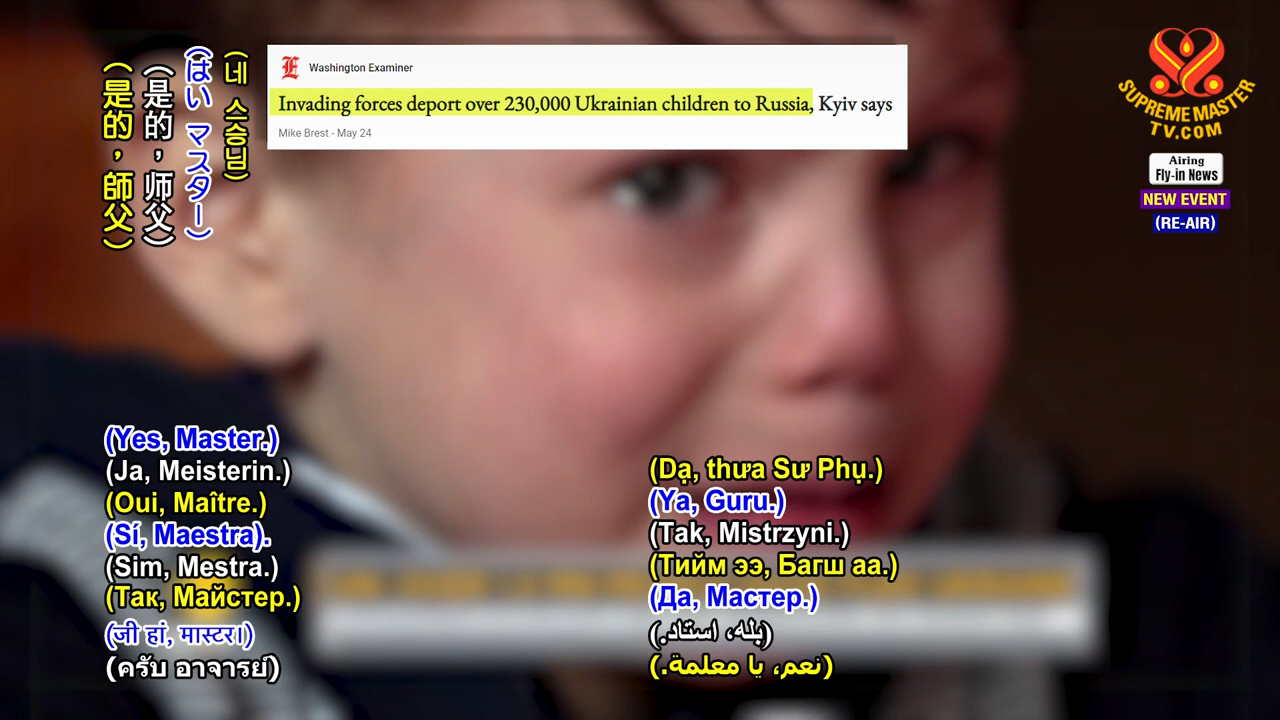 (是的，師父)
(是的，师父)
(はい マスター)
(네 스승님)
Washington Examiner
Invading forces deport over 230,000 Ukrainian children to Russia, Kyiv says
Mike Brest - May 24
SUPREME MASTER
TV.COM
Airing
Fly-in News
NEW EVENT
(RE-AIR)
(Yes, Master.)
(Ja, Meisterin.)
(Oui, Maître.)
(Sí, Maestra).
(Sim, Mestra.)
(Так, Майстер.)
(जी हां, मास्टर।)
(ครับ อาจารย์)
(Dạ, thưa Sư Phụ.)
(Ya, Guru.)
(Tak, Mistrzyni.)
(Тийм ээ, Багш аа.)
(Да, Мастер.)
(بله، استاد.)
(نعم، يا معلمة.)